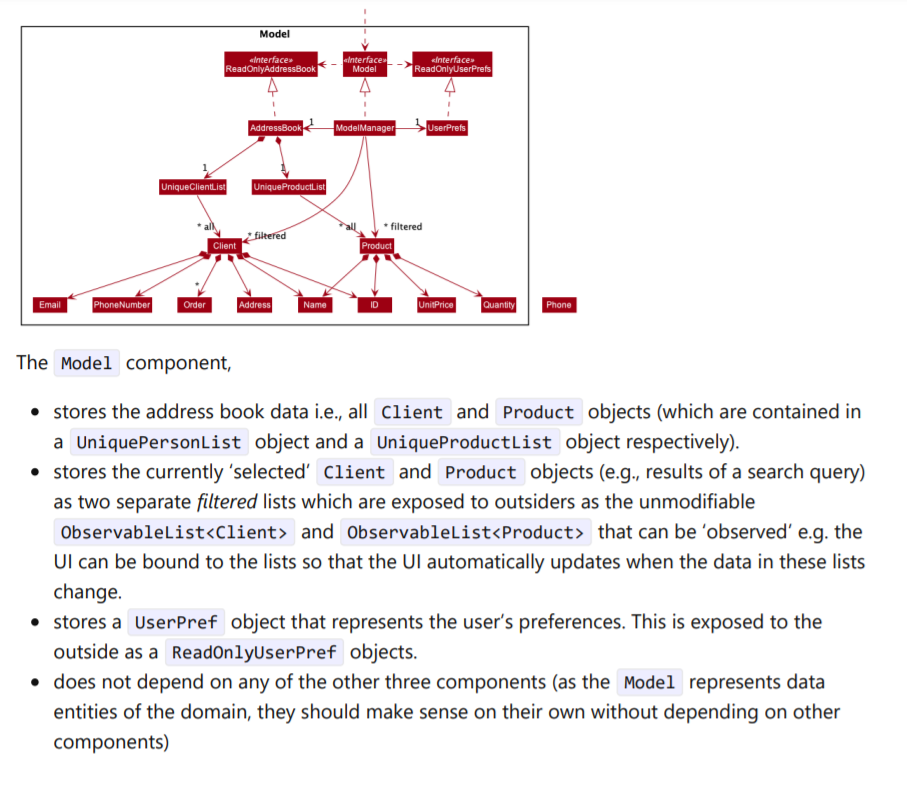 Model
«Interface»
ReadOnlyAddressBook
«Interface»
Model
«Interface»
ReadOnlyUserPrefs
AddressBook
1
ModelManager
1
UserPrefs
1
1
UniqueClientList
UniqueProductList
* all
* filtered
* all
* filtered
Client
Product
*
Email
PhoneNumber
Order
Address
Name
ID
UnitPrice
Quantity
Phone
The Model component,
• stores the address book data i.e., all Client and Product objects (which are contained in
a UniquePersonList object and a UniqueProductList object respectively).
• stores the currently ‘selected’ Client and Product objects (e.g., results of a search query)
as two separate filtered lists which are exposed to outsiders as the unmodifiable
ObservableList<Client> and ObservableList<Product> that can be ‘observed’ e.g. the
UI can be bound to the lists so that the UI automatically updates when the data in these lists
change.
• stores a UserPref object that represents the user’s preferences. This is exposed to the
outside as a ReadOnlyUserPref objects.
• does not depend on any of the other three components (as the Model represents data
entities of the domain, they should make sense on their own without depending on other
components)